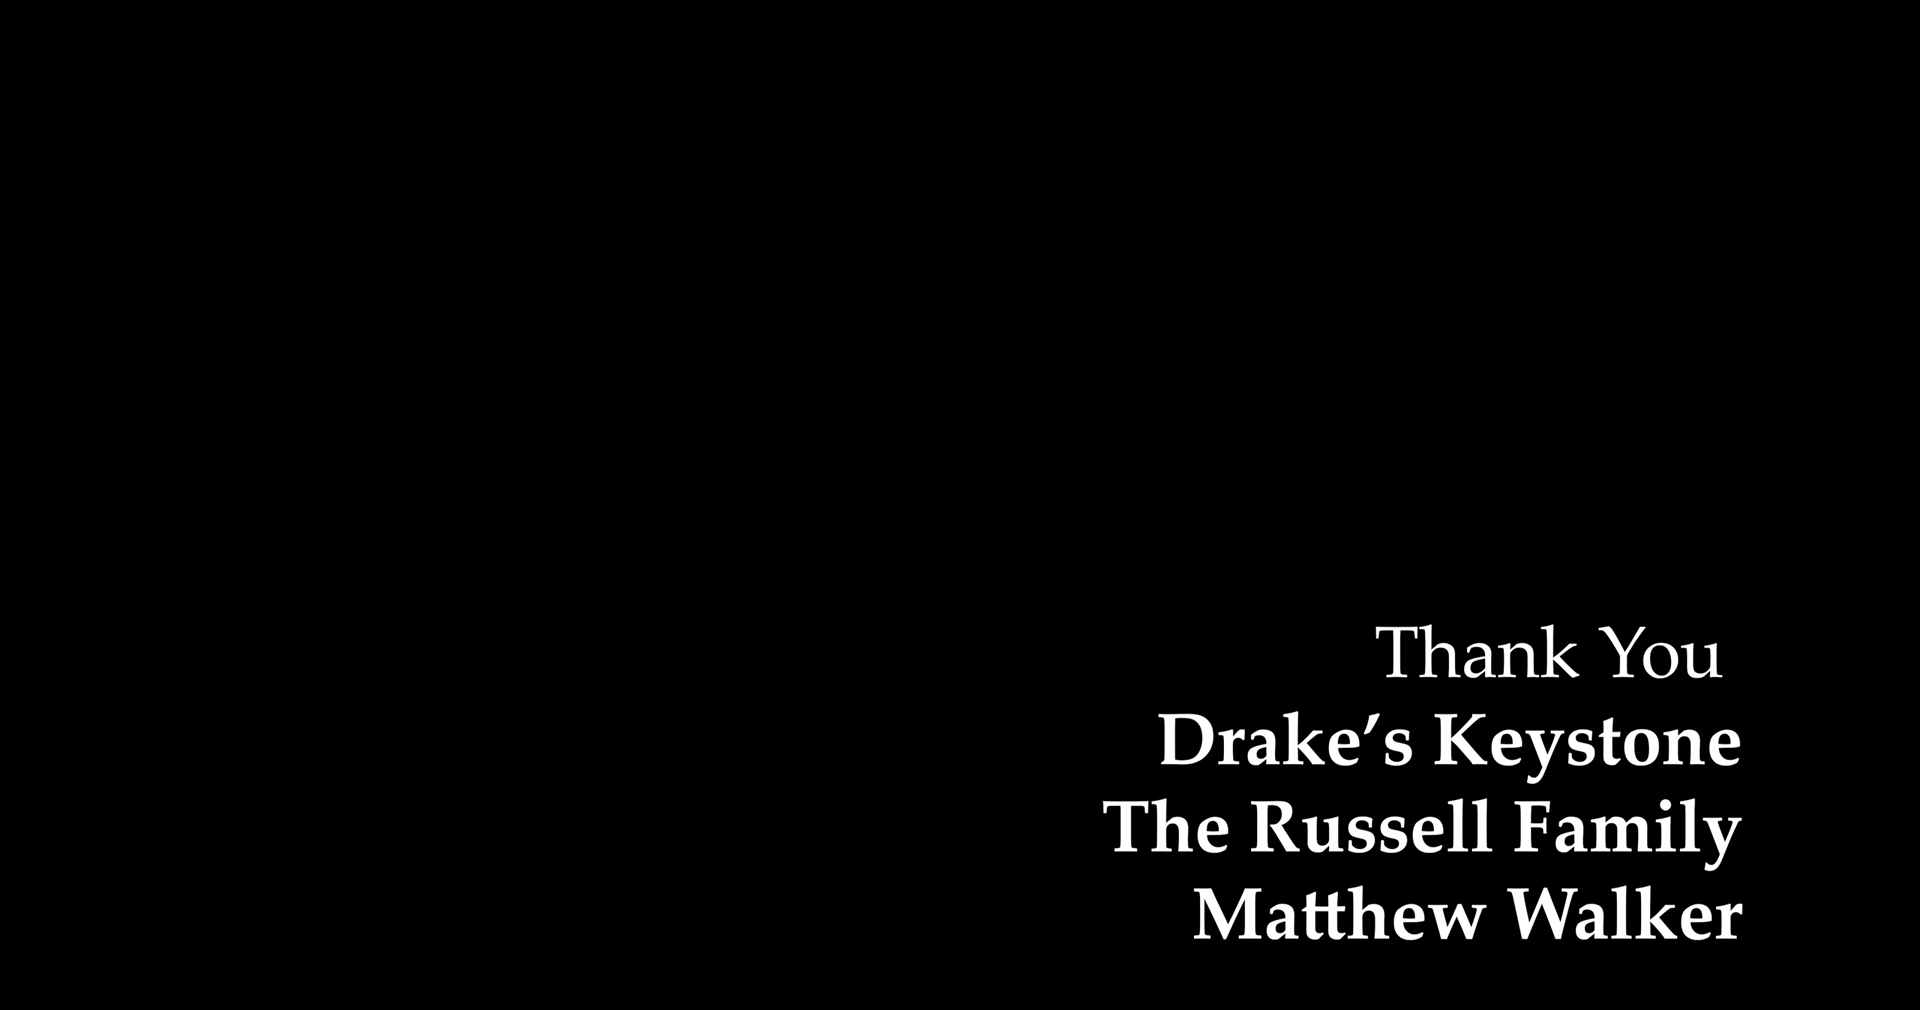 Thank You
Drake’s Keystone
The Russell Family
Matthew Walker